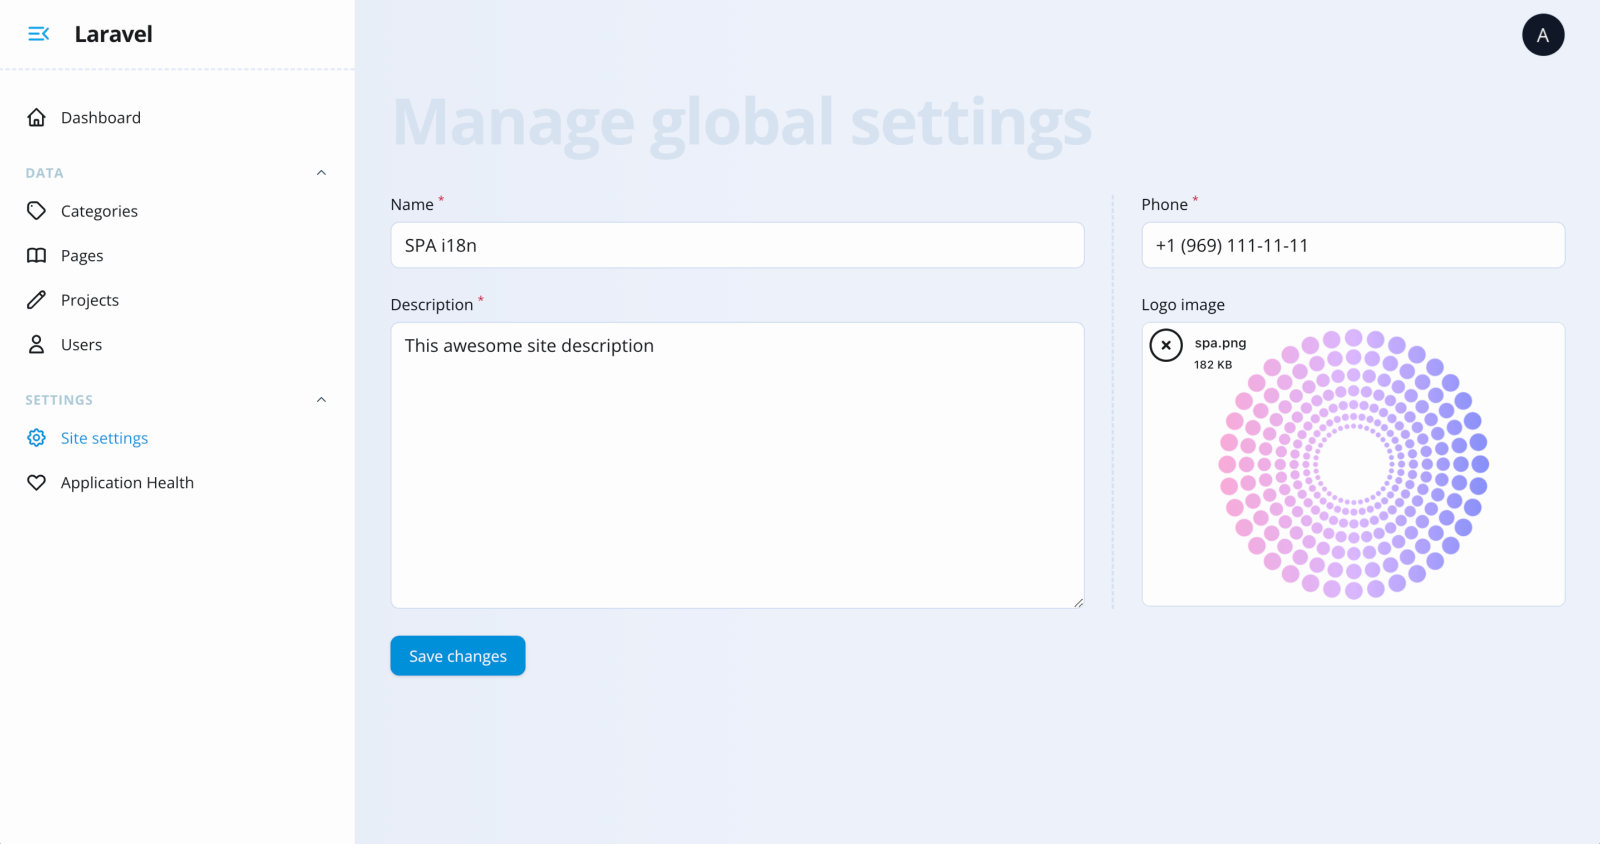 Laravel
A
Dashboard
DATA
Categories
Pages
Projects
Users
SETTINGS
Site settings
Application Health
Manage global settings
Name *
SPA i18n
Description *
This awesome site description
Save changes
Phone *
+1 (969) 111-11-11
Logo image
spa.png
182 KB